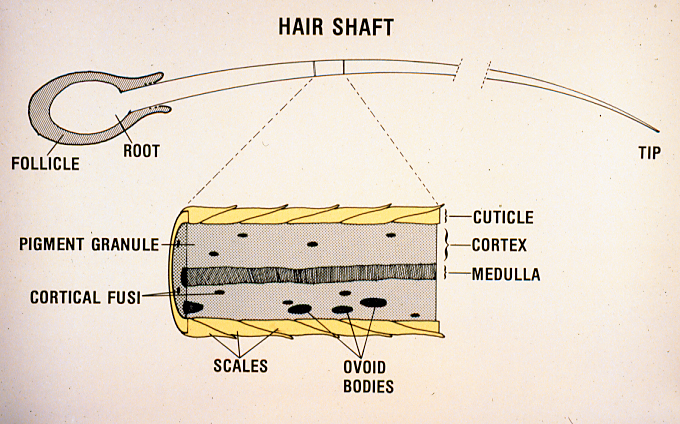 HAIR SHAFT
FOLLICLE
ROOT
TIP
CUTICLE
PIGMENT GRANULE
CORTEX
MEDULLA
CORTICAL FUSI
SCALES
OVOID
BODIES